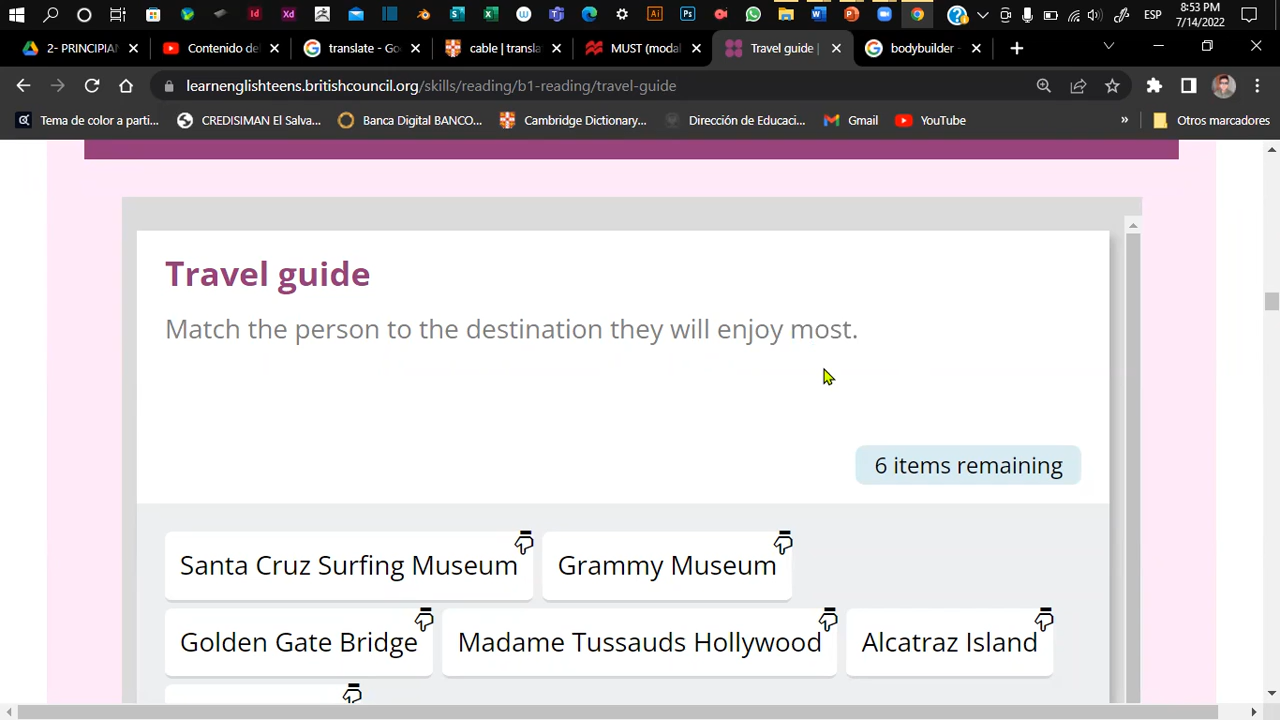 8:53 PM
ESP
7/14/2022
2- PRINCIPIAN
Contenido de
translate - Go
cable | transla
MUST (modal
Travel guide |
bodybuilder -
learnenglishteens.britishcouncil.org/skills/reading/b1-reading/travel-guide
Tema de color a parti...
CREDISIMAN El Salva...
Banca Digital BANCO...
Cambridge Dictionary...
Dirección de Educaci...
Gmail
YouTube
»
Otros marcadores
Travel guide
Match the person to the destination they will enjoy most.
6 items remaining
Santa Cruz Surfing Museum
Grammy Museum
Golden Gate Bridge
Madame Tussauds Hollywood
Alcatraz Island